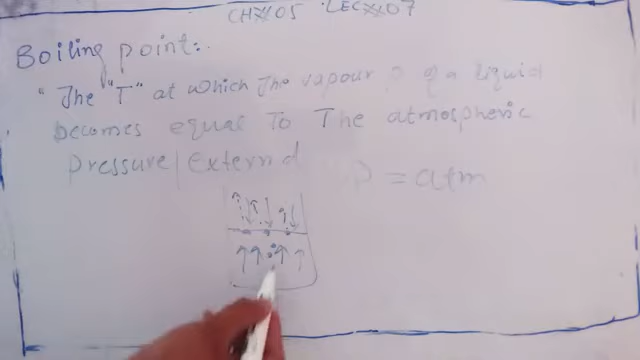 CH#05 LEC#07
Boiling point:.
"The "T" at which The vapour P of a liquid
becomes equal To The atmospheric
Pressure/External
P = atm